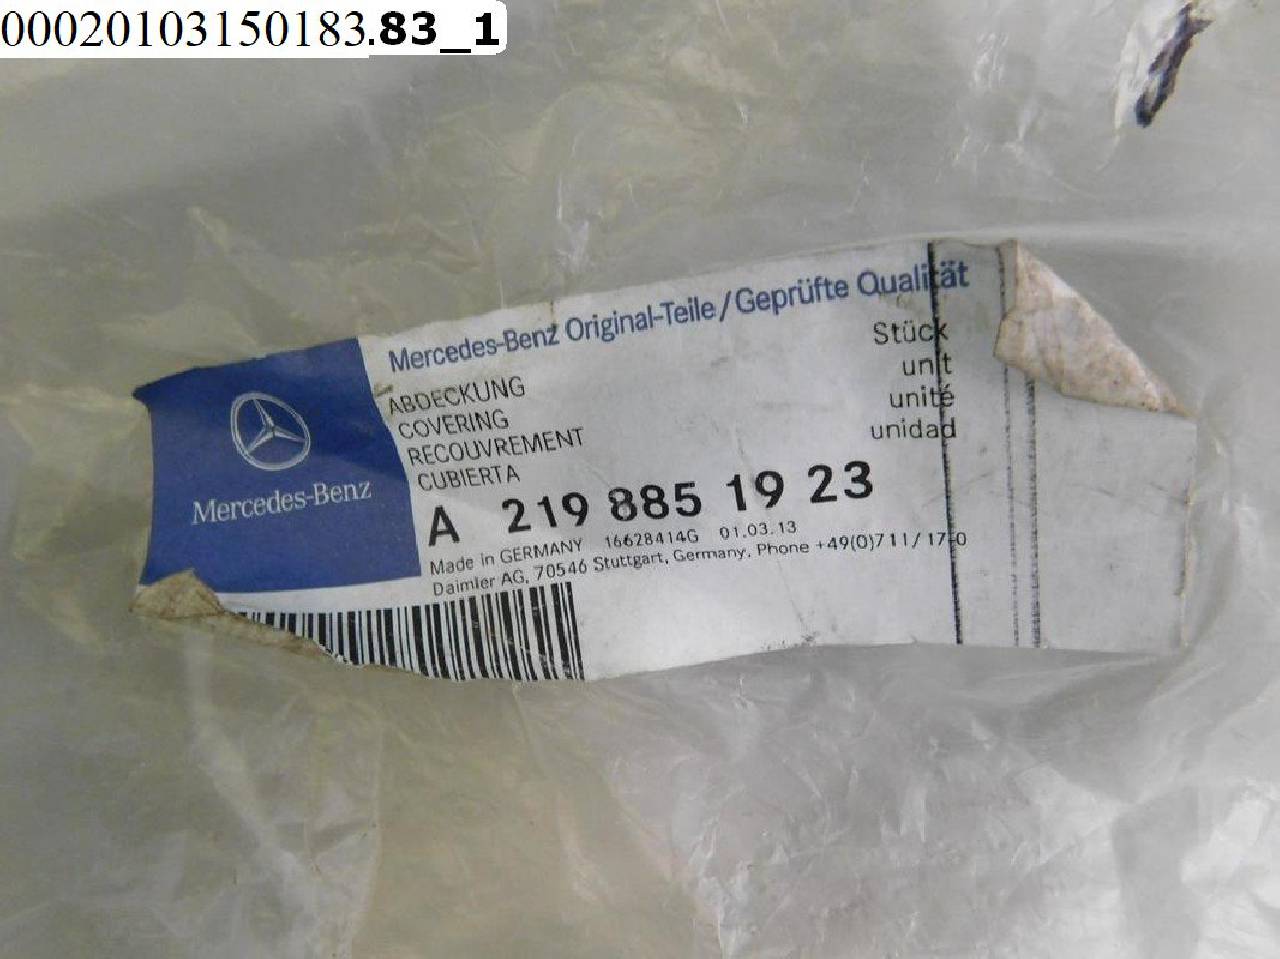 00020103150183.83_1
Mercedes-Benz Original-Teile/Geprüfte Qualität
Mercedes-Benz
ABDECKUNG
COVERING
RECOUVREMENT
CUBIERTA
Stück
unit
unité
unidad
A 219 885 19 23
Made in GERMANY 16628414G 01.03.13
Daimler AG, 70546 Stuttgart, Germany, Phone +49(0)711/17-0